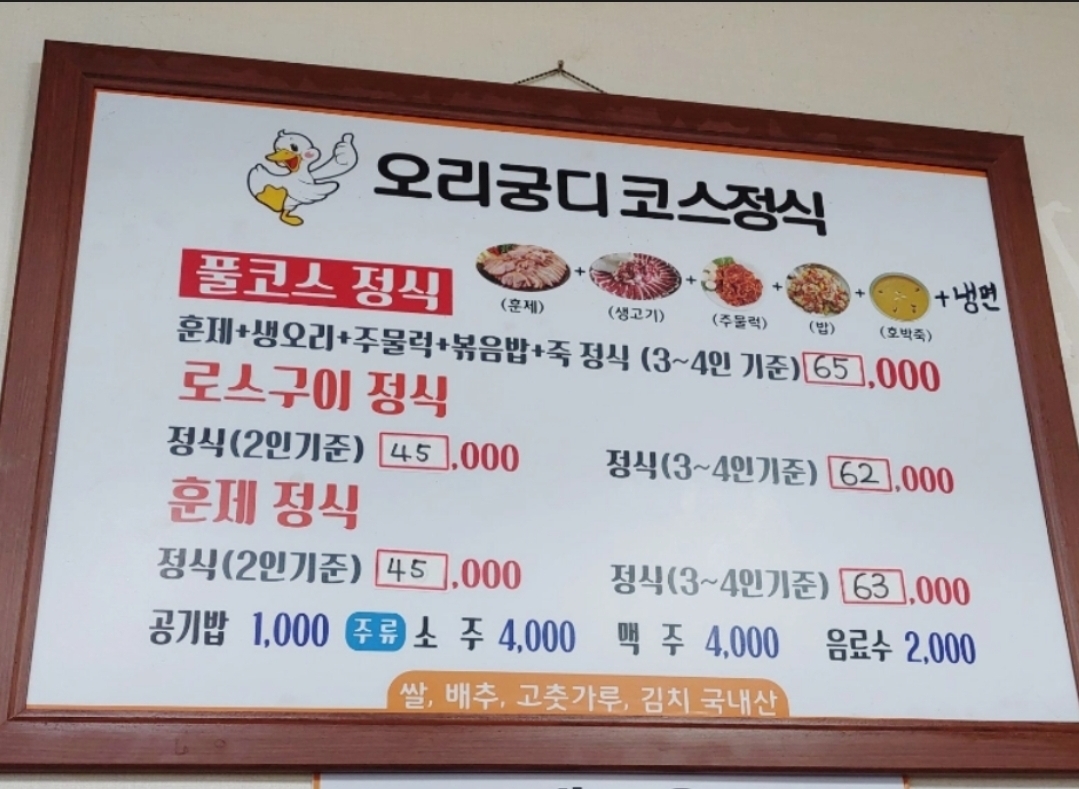 오리궁디 코스정식
풀코스 정식 + + + + +냉면
(훈제) (생고기) (주물럭) (밥) (호박죽)
훈제+생오리+주물럭+볶음밥+죽 정식 (3~4인 기준) 65,000
로스구이 정식
정식(2인기준) 45,000 정식(3~4인기준) 62,000
훈제 정식
정식(2인기준) 45,000 정식(3~4인기준) 63,000
공기밥 1,000 주류 소 주 4,000 맥 주 4,000 음료수 2,000
쌀, 배추, 고춧가루, 김치 국내산